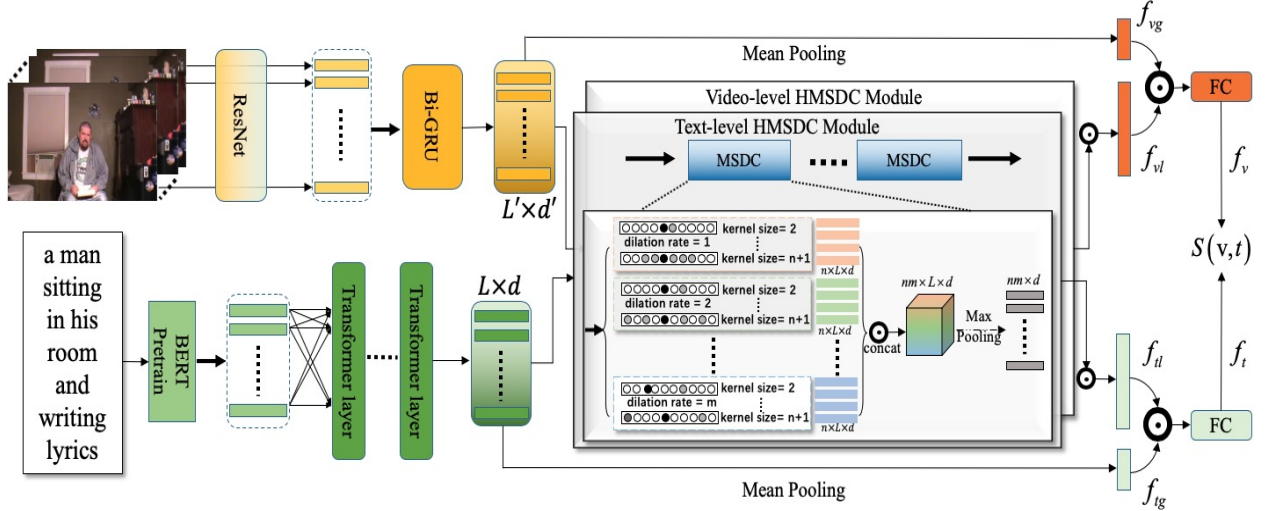 f_vg
Mean Pooling
ResNet
Bi-GRU
L'×d'
Video-level HMSDC Module
Text-level HMSDC Module
MSDC
MSDC
FC
f_vl
f_v
S(v,t)
a man
sitting
in his
room
and
writing
lyrics
BERT
Pretrain
Transformer layer
Transformer layer
L×d
kernel size= 2
dilation rate = 1
kernel size= n+1
n×L×d
kernel size= 2
dilation rate = 2
kernel size= n+1
n×L×d
kernel size= 2
dilation rate = m
kernel size= n+1
n×L×d
concat
nm×L×d
Max
Pooling
nm×d
f_tl
f_t
FC
f_tg
Mean Pooling